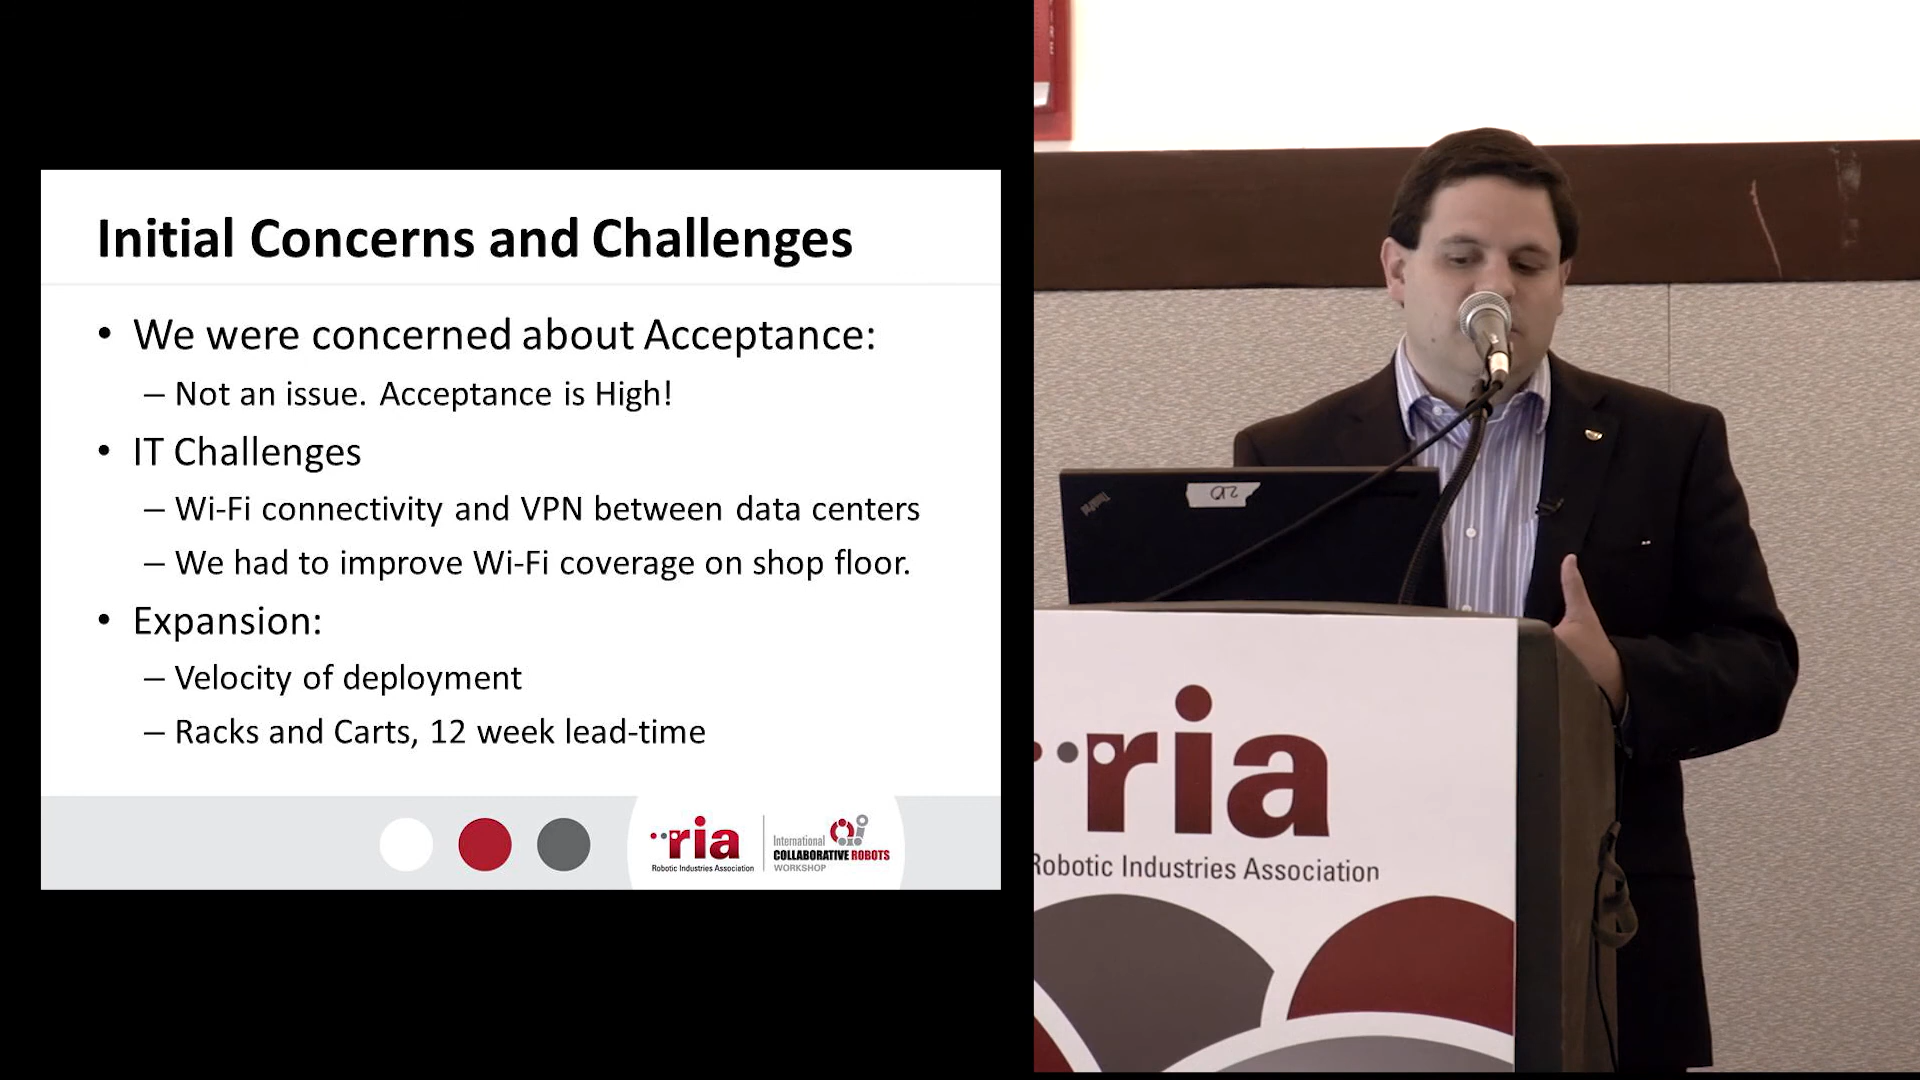 Initial Concerns and Challenges
• We were concerned about Acceptance:
– Not an issue. Acceptance is High!
• IT Challenges
– Wi-Fi connectivity and VPN between data centers
– We had to improve Wi-Fi coverage on shop floor.
• Expansion:
– Velocity of deployment
– Racks and Carts, 12 week lead-time
ria
Robotic Industries Association
International
COLLABORATIVE ROBOTS
WORKSHOP
ThinkPad
ria
Robotic Industries Association